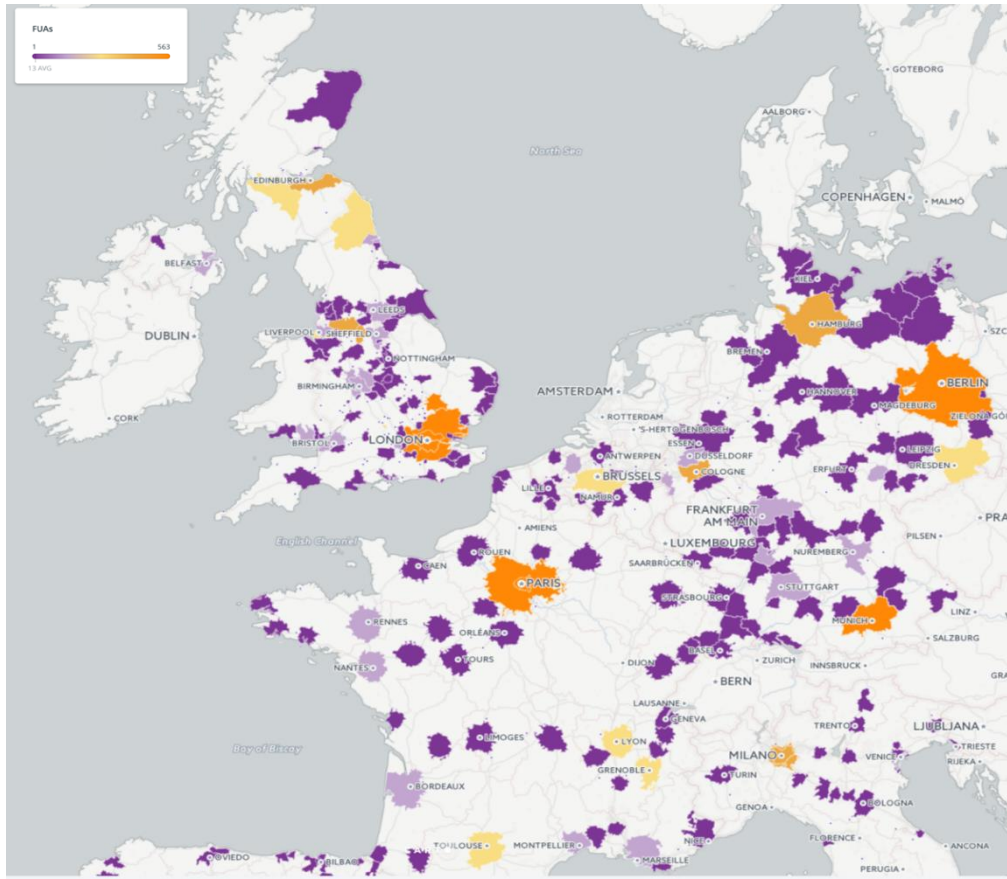 FUAs
1 563
13 AVG
GOTEBORG
AALBORG
North Sea
EDINBURGH
COPENHAGEN
MALMÖ
BELFAST
KIEL
DUBLIN
LIVERPOOL
SHEFFIELD
LEEDS
HAMBURG
NOTTINGHAM
BREMEN
BIRMINGHAM
AMSTERDAM
HANNOVER
BERLIN
CORK
MAGDEBURG
ROTTERDAM
'S-HERTOGENBOSCH
BRISTOL
LONDON
ESSEN
ANTWERPEN
DÜSSELDORF
LEIPZIG
BRUSSELS
COLOGNE
ERFURT
DRESDEN
LILLE
NAMUR
FRANKFURT
AM MAIN
AMIENS
English Channel
LUXEMBOURG
NUREMBERG
PILSEN
ROUEN
CAEN
SAARBRÜCKEN
PARIS
STUTTGART
STRASBOURG
LINZ
RENNES
ORLÉANS
MUNICH
SALZBURG
BASEL
NANTES
TOURS
DIJON
ZURICH
INNSBRUCK
BERN
LAUSANNE
GENEVA
TRENTO
LJUBLJANA
Bay of Biscay
LIMOGES
LYON
MILANO
VENICE
TRIESTE
RIJEKA
GRENOBLE
TURIN
BORDEAUX
GENOA
BOLOGNA
TOULOUSE
MONTPELLIER
NICE
FLORENCE
ANCONA
OVIEDO
BILBAO
MARSEILLE
PERUGIA